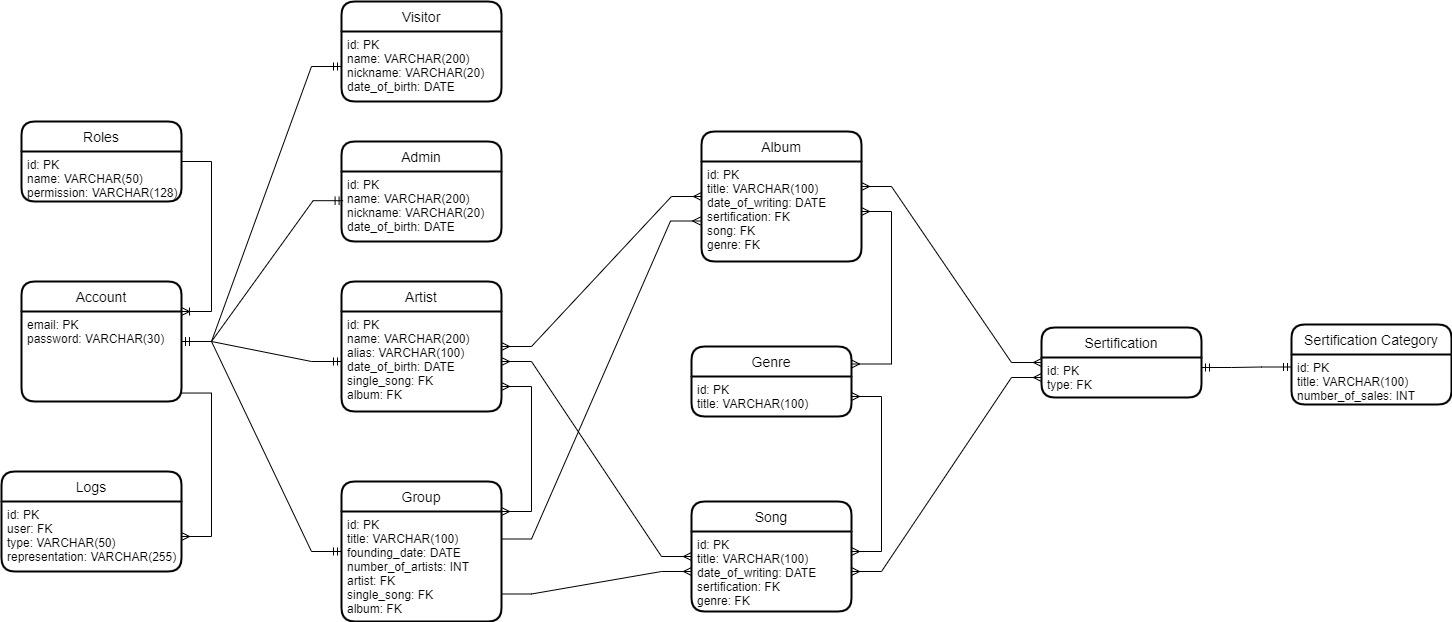 Visitor
id: PK
name: VARCHAR(200)
nickname: VARCHAR(20)
date_of_birth: DATE
Roles
id: PK
name: VARCHAR(50)
permission: VARCHAR(128)
Admin
id: PK
name: VARCHAR(200)
nickname: VARCHAR(20)
date_of_birth: DATE
Account
email: PK
password: VARCHAR(30)
Artist
id: PK
name: VARCHAR(200)
alias: VARCHAR(100)
date_of_birth: DATE
single_song: FK
album: FK
Logs
id: PK
user: FK
type: VARCHAR(50)
representation: VARCHAR(255)
Group
id: PK
title: VARCHAR(100)
founding_date: DATE
number_of_artists: INT
artist: FK
single_song: FK
album: FK
Album
id: PK
title: VARCHAR(100)
date_of_writing: DATE
sertification: FK
song: FK
genre: FK
Genre
id: PK
title: VARCHAR(100)
Song
id: PK
title: VARCHAR(100)
date_of_writing: DATE
sertification: FK
genre: FK
Sertification
id: PK
type: FK
Sertification Category
id: PK
title: VARCHAR(100)
number_of_sales: INT